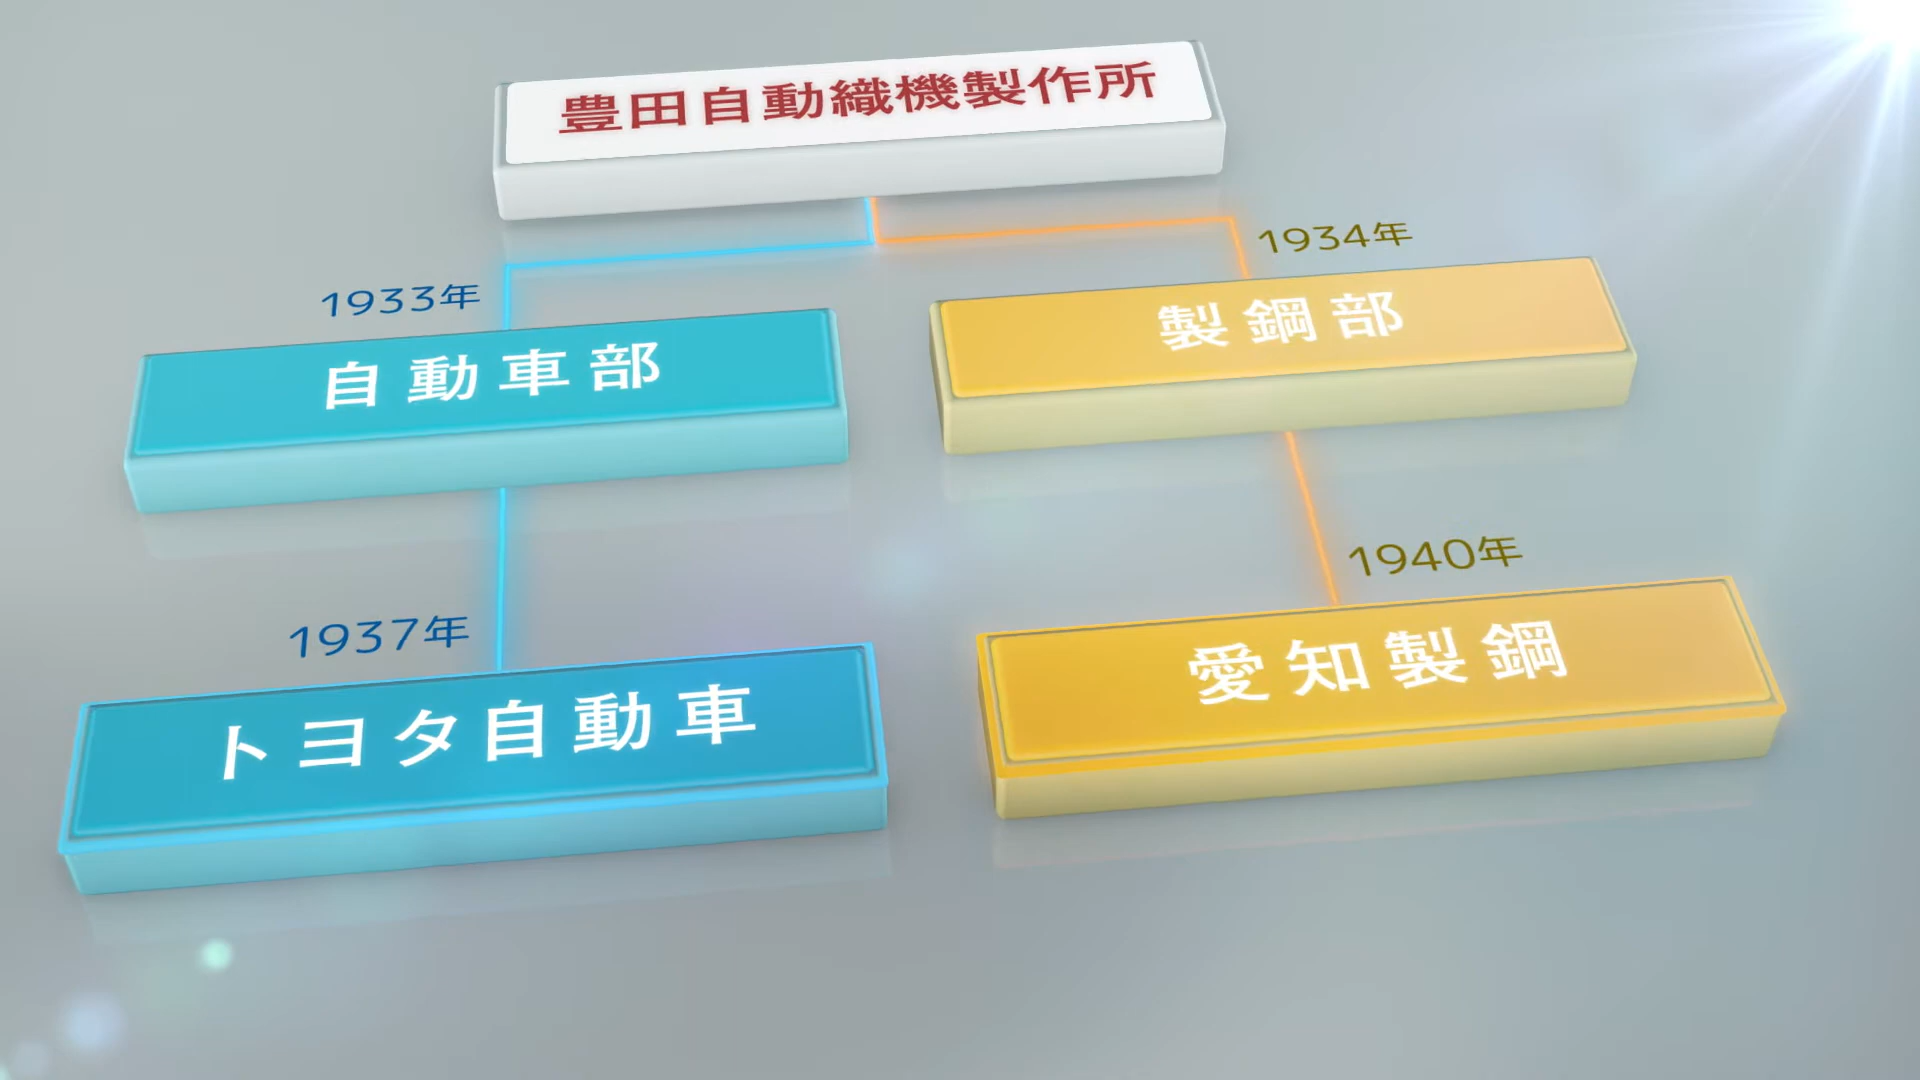 豊田自動織機製作所
1933年
自動車部
1934年
製鋼部
1937年
トヨタ自動車
1940年
愛知製鋼